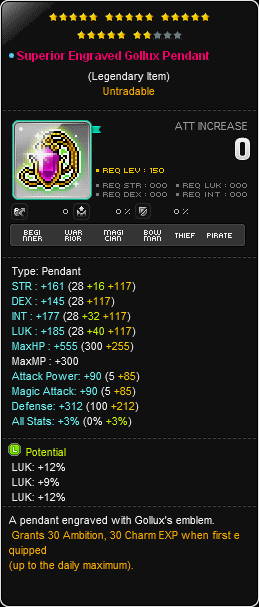 Superior Engraved Gollux Pendant
(Legendary Item)
Untradable
ATT INCREASE
0
REQ LEV : 150
REQ STR : 000
REQ LUK : 000
REQ DEX : 000
REQ INT : 000
0
0 %
0 %
BEGINNER WARRIOR MAGICIAN BOWMAN THIEF PIRATE
Type: Pendant
STR : +161 (28 +16 +117)
DEX : +145 (28 +117)
INT : +177 (28 +32 +117)
LUK : +185 (28 +40 +117)
MaxHP : +555 (300 +255)
MaxMP : +300
Attack Power: +90 (5 +85)
Magic Attack: +90 (5 +85)
Defense: +312 (100 +212)
All Stats: +3% (0% +3%)
L Potential
LUK: +12%
LUK: +9%
LUK: +12%
A pendant engraved with Gollux's emblem.
Grants 30 Ambition, 30 Charm EXP when first e
quipped
(up to the daily maximum).